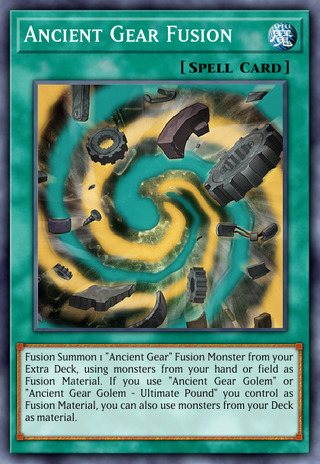 Ancient Gear Fusion
魔
[Spell Card]
Fusion Summon 1 "Ancient Gear" Fusion Monster from your
Extra Deck, using monsters from your hand or field as
Fusion Material. If you use "Ancient Gear Golem" or
"Ancient Gear Golem - Ultimate Pound" you control as
Fusion Material, you can also use monsters from your Deck
as material.